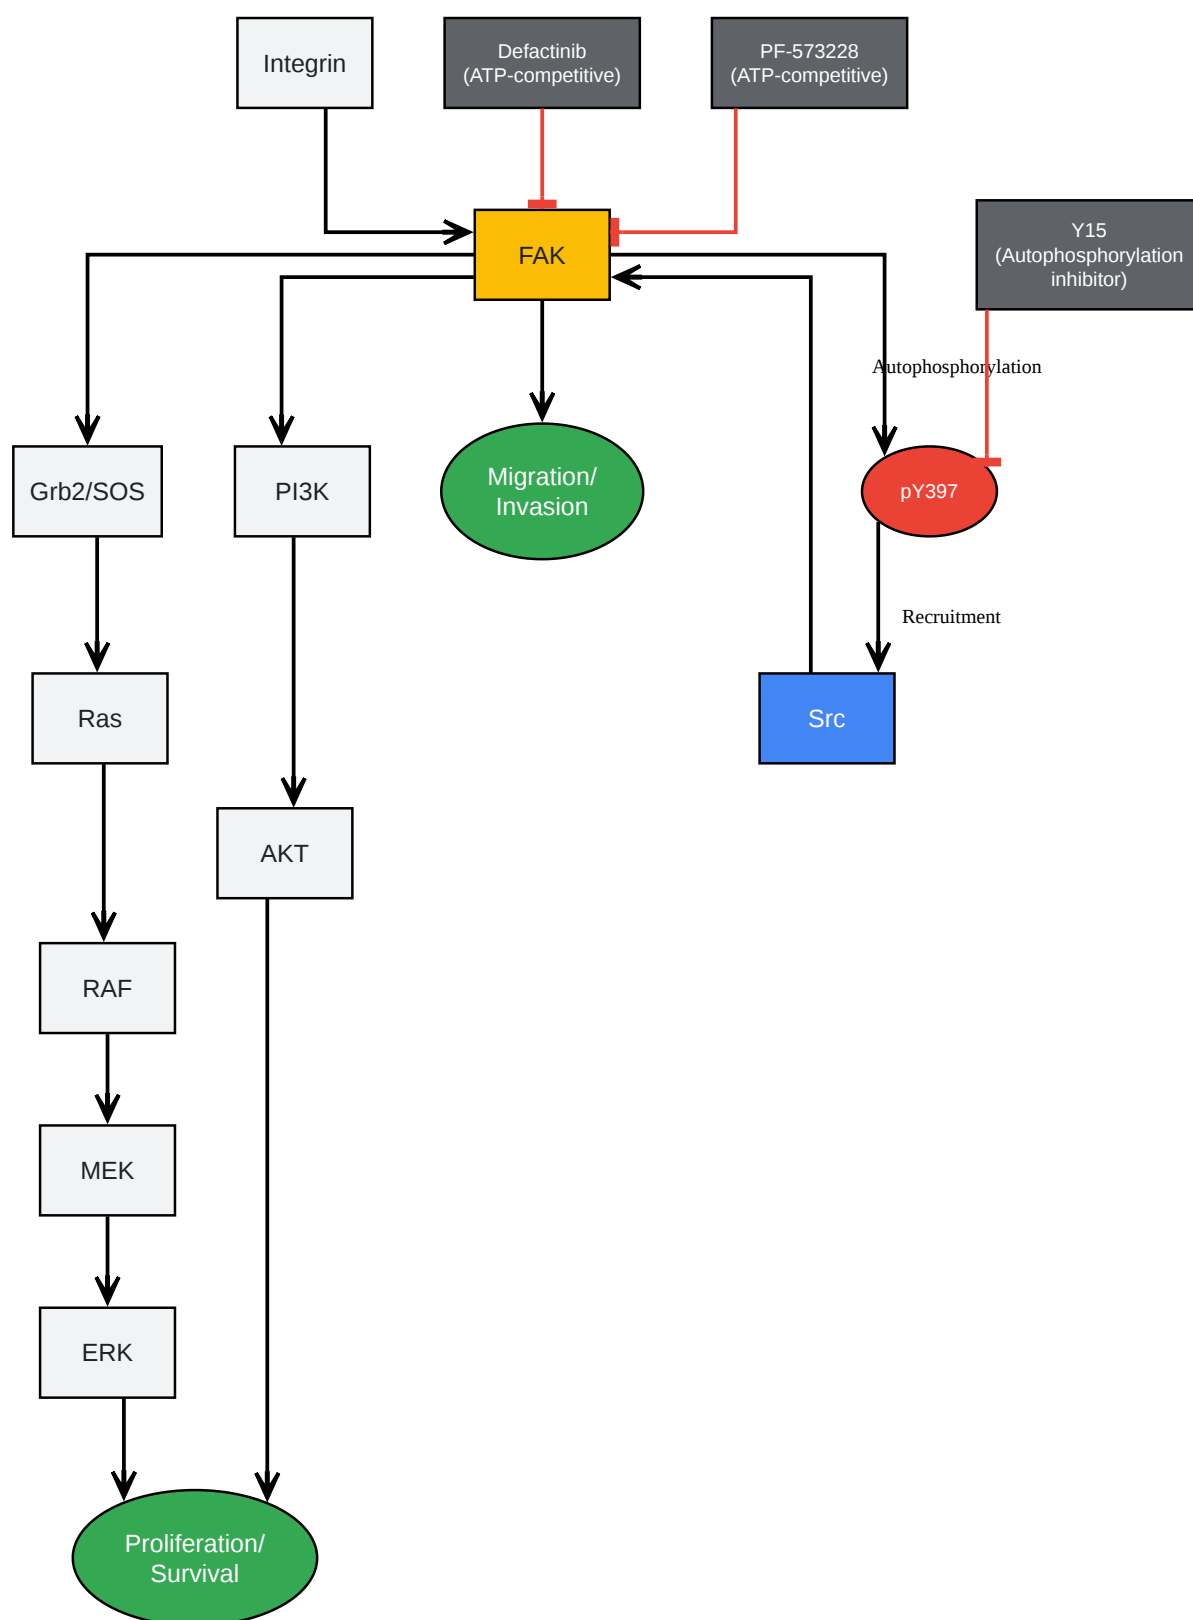 Integrin
Defactinib
(ATP-competitive)
PF-573228
(ATP-competitive)
Y15
(Autophosphorylation
inhibitor)
FAK
Autophosphorylation
Grb2/SOS
PI3K
Migration/
Invasion
pY397
Recruitment
Ras
Src
AKT
RAF
MEK
ERK
Proliferation/
Survival